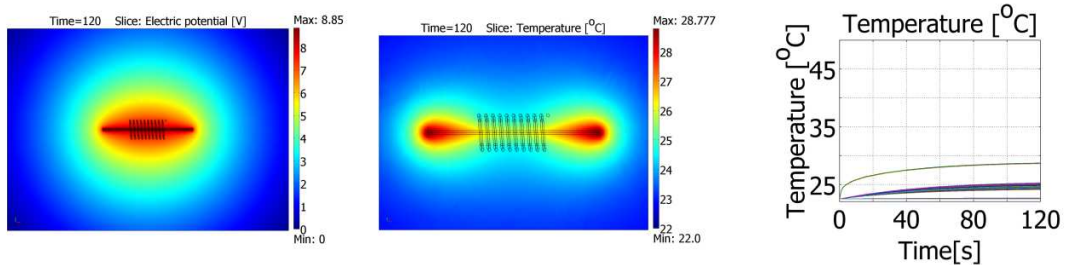 Time=120 Slice: Electric potential [V]
Max: 8.85
8
7
6
5
4
3
2
1
0
Min: 0
Time=120 Slice: Temperature [°C]
Max: 28.777
28
27
26
25
24
23
22
Min: 22.0
Temperature [°C]
Temperature [°C]
45
35
25
0 40 80 120
Time[s]